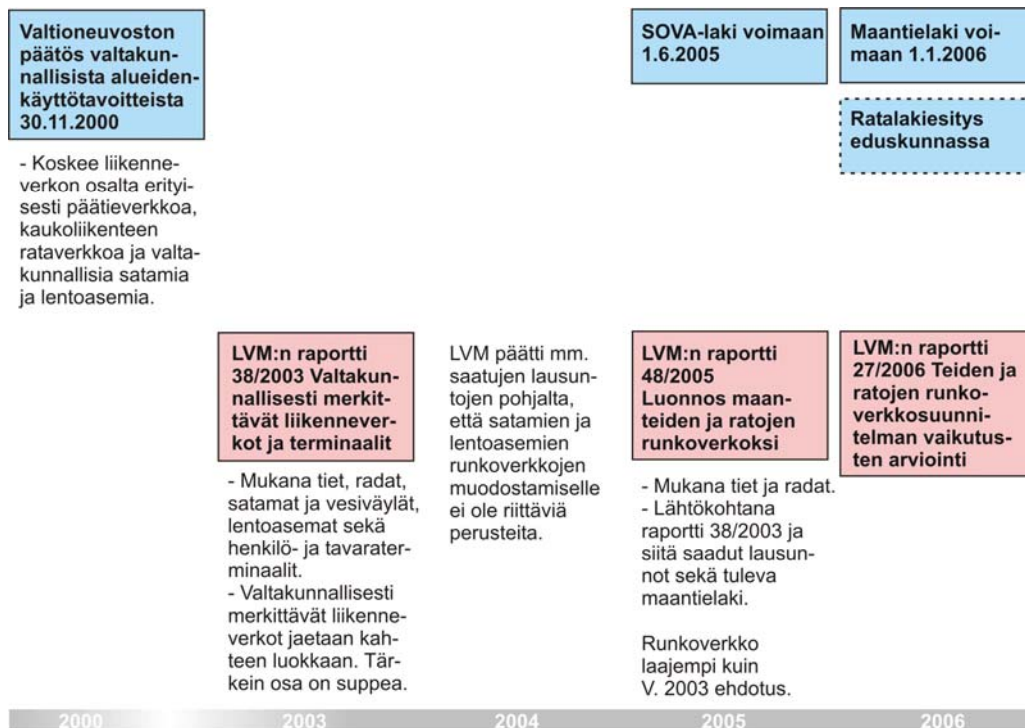 Valtioneuvoston
päätös valtakun-
nallisista alueiden-
käyttötavoitteista
30.11.2000
- Koskee liikenne-
verkon osalta erityi-
sesti päätieverkkoa,
kaukoliikenteen
rataverkkoa ja valta-
kunnallisia satamia
ja lentoasemia.
SOVA-laki voimaan
1.6.2005
Maantielaki voi-
maan 1.1.2006
Ratalakiesitys
eduskunnassa
LVM:n raportti
38/2003 Valtakun-
nallisesti merkit-
tävät liikennever-
kot ja terminaalit
- Mukana tiet, radat,
satamat ja vesiväylät,
lentoasemat sekä
henkilö- ja tavarater-
minaalit.
- Valtakunnallisesti
merkittävät liikenne-
verkot jaetaan kah-
teen luokkaan. Tär-
kein osa on suppea.
LVM päätti mm.
saatujen lausun-
tojen pohjalta,
että satamien ja
lentoasemien
runkoverkkojen
muodostamiselle
ei ole riittäviä
perusteita.
LVM:n raportti
48/2005
Luonnos maan-
teiden ja ratojen
runkoverkoksi
- Mukana tiet ja radat.
- Lähtökohtana
raportti 38/2003 ja
siitä saadut lausun-
not sekä tuleva
maantielaki.
Runkoverkko
laajempi kuin
V. 2003 ehdotus.
LVM:n raportti
27/2006 Teiden ja
ratojen runko-
verkkosuunni-
telman vaikutus-
ten arviointi
2000 2003 2004 2005 2006